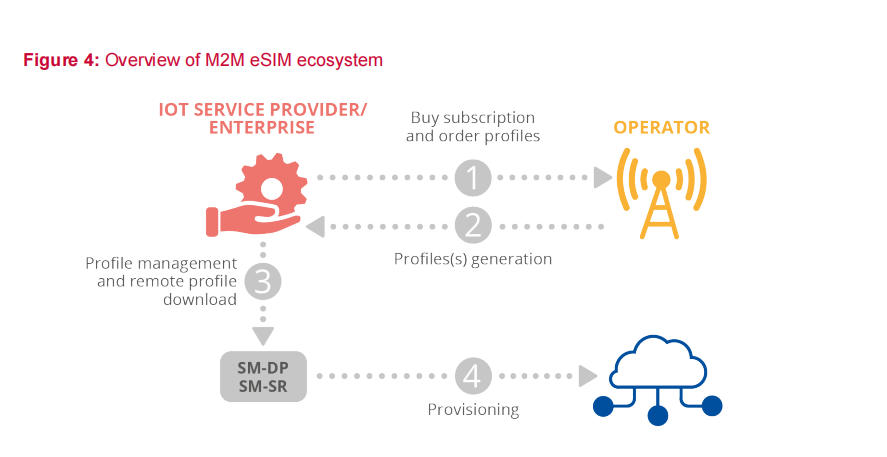 Figure 4: Overview of M2M eSIM ecosystem
IOT SERVICE PROVIDER/
ENTERPRISE
Buy subscription
and order profiles
OPERATOR
1
2
Profiles(s) generation
Profile management
and remote profile
download
3
SM-DP
SM-SR
4
Provisioning